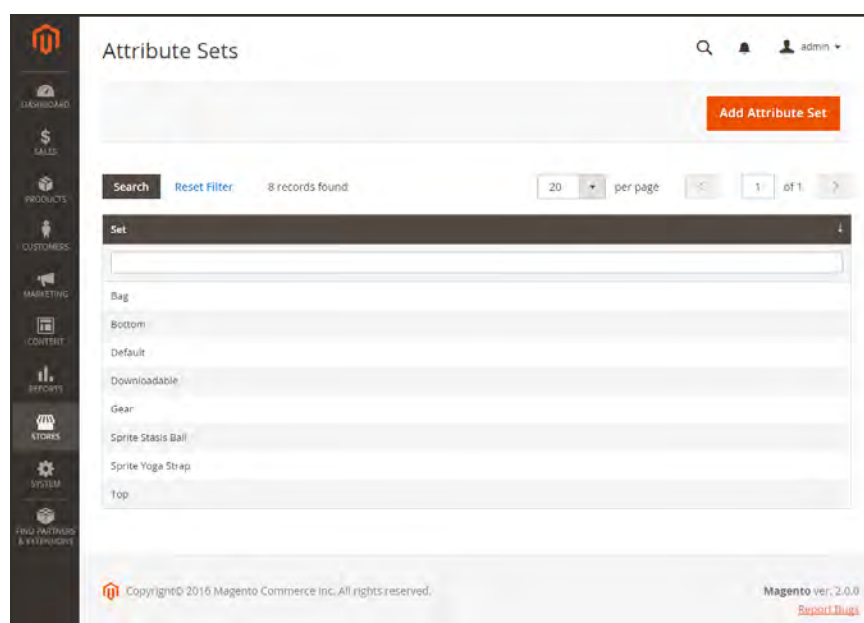 Attribute Sets
admin
DASHBOARD
Add Attribute Set
$
SALES
Search Reset Filter 8 records found 20 per page < 1 of 1 >
PRODUCTS
Set ↓
CUSTOMERS
MARKETING
Bag
Bottom
CONTENT
Default
Downloadable
REPORTS
Gear
STORES
Sprite Stasis Ball
Sprite Yoga Strap
SYSTEM
Top
FIND PARTNERS
& EXTENSIONS
Copyright© 2016 Magento Commerce Inc. All rights reserved.
Magento ver. 2.0.0
Report Bugs